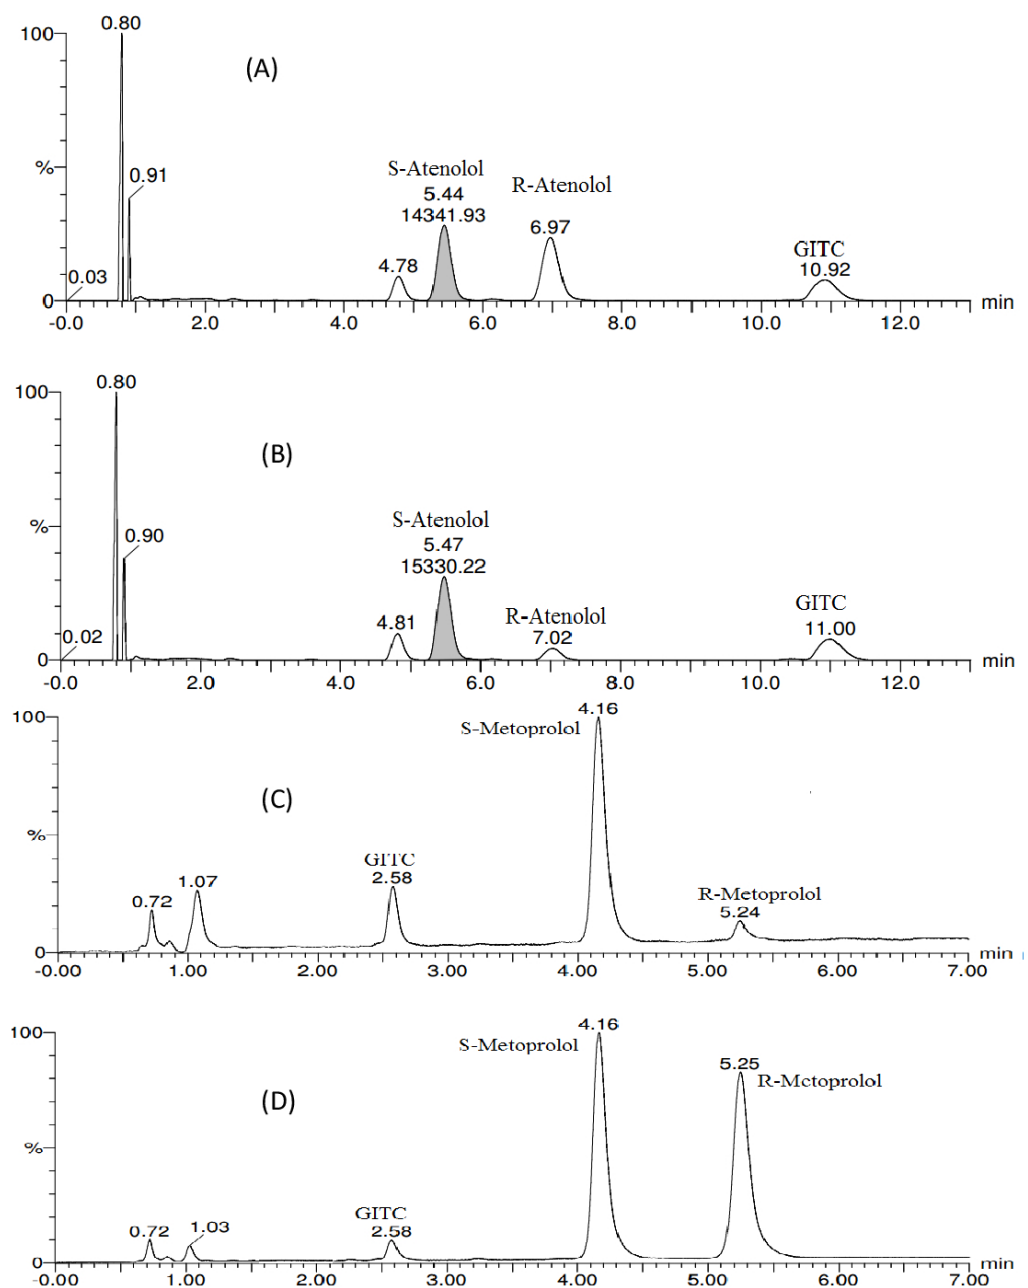 0.80
100
(A)
%
0.91
S-Atenolol
5.44
14341.93
R-Atenolol
6.97
4.78
GITC
10.92
0.03
0
-0.0 2.0 4.0 6.0 8.0 10.0 12.0 min
0.80
100
(B)
%
0.90
S-Atenolol
5.47
15330.22
4.81
R-Atenolol
7.02
GITC
11.00
0.02
0
-0.0 2.0 4.0 6.0 8.0 10.0 12.0 min
100
4.16
S-Metoprolol
(C)
%
GITC
2.58
1.07
0.72
R-Metoprolol
5.24
0
-0.00 1.00 2.00 3.00 4.00 5.00 6.00 7.00 min
100
4.16
S-Metoprolol
5.25
R-Mctoprolol
(D)
%
GITC
2.58
0.72
1.03
0
-0.00 1.00 2.00 3.00 4.00 5.00 6.00 7.00 min